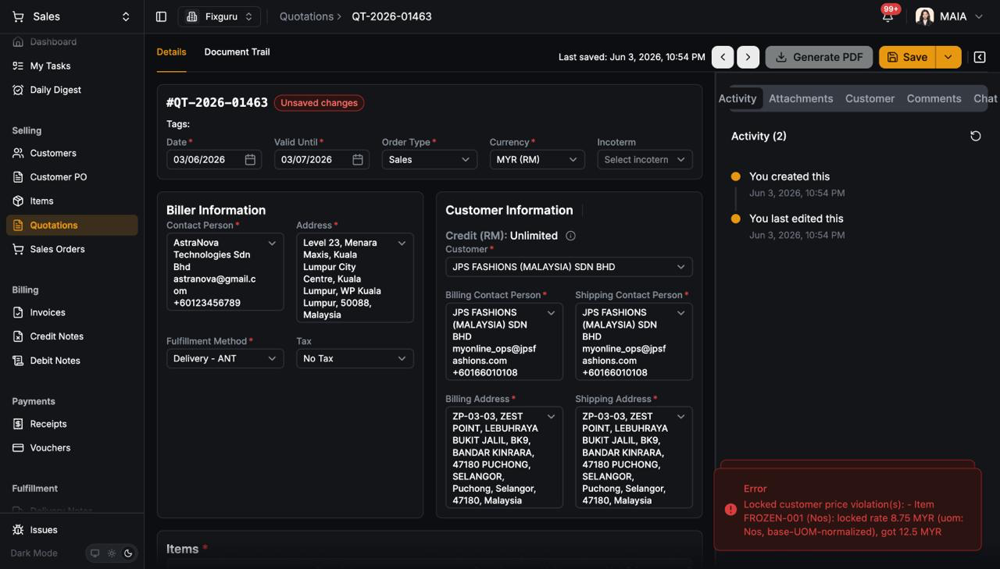 Sales
Fixguru
Quotations
QT-2026-01463
99+
MAIA
Dashboard
My Tasks
Daily Digest
Selling
Customers
Customer PO
Items
Quotations
Sales Orders
Billing
Invoices
Credit Notes
Debit Notes
Payments
Receipts
Vouchers
Fulfillment
Delivery Notes
Issues
Dark Mode
Details
Document Trail
Last saved: Jun 3, 2026, 10:54 PM
Generate PDF
Save
#QT-2026-01463
Unsaved changes
Tags:
Date *
Valid Until *
Order Type *
Currency *
Incoterm
03/06/2026
03/07/2026
Sales
MYR (RM)
Select incoterm
Biller Information
Contact Person *
AstraNova
Technologies Sdn
Bhd
astranova@gmail.c
om
+60123456789
Address *
Level 23, Menara
Maxis, Kuala
Lumpur City
Centre, Kuala
Lumpur, WP Kuala
Lumpur, 50088,
Malaysia
Fulfillment Method *
Delivery - ANT
Tax
No Tax
Customer Information
Credit (RM): Unlimited
Customer *
JPS FASHIONS (MALAYSIA) SDN BHD
Billing Contact Person *
JPS FASHIONS
(MALAYSIA) SDN
BHD
myonline_ops@jpsf
ashions.com
+60166010108
Shipping Contact Person *
JPS FASHIONS
(MALAYSIA) SDN
BHD
myonline_ops@jpsf
ashions.com
+60166010108
Billing Address *
ZP-03-03, ZEST
POINT, LEBUHRAYA
BUKIT JALIL, BK9,
BANDAR KINRARA,
47180 PUCHONG,
SELANGOR,
Puchong, Selangor,
47180, Malaysia
Shipping Address *
ZP-03-03, ZEST
POINT, LEBUHRAYA
BUKIT JALIL, BK9,
BANDAR KINRARA,
47180 PUCHONG,
SELANGOR,
Puchong, Selangor,
47180, Malaysia
Items *
Activity
Attachments
Customer
Comments
Chat
Activity (2)
You created this
Jun 3, 2026, 10:54 PM
You last edited this
Jun 3, 2026, 10:54 PM
Error
Locked customer price violation(s): - Item
FROZEN-001 (Nos): locked rate 8.75 MYR (uom:
Nos, base-UOM-normalized), got 12.5 MYR